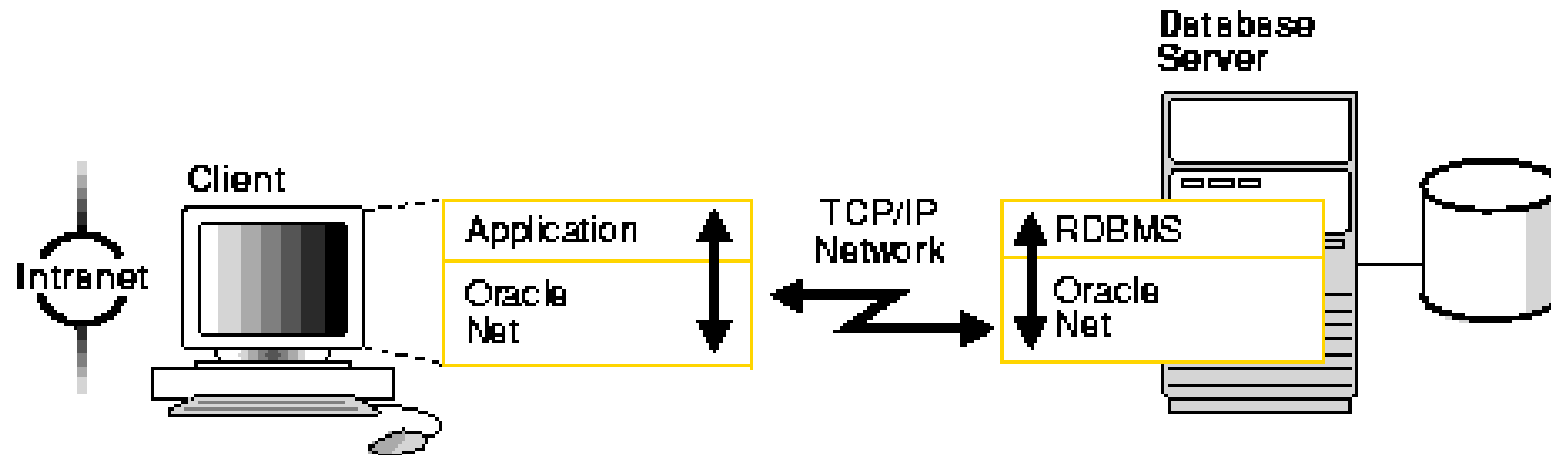 Database
Server
Client
Intranet
Application
Oracle
Net
TCP/IP
Network
RDBMS
Oracle
Net